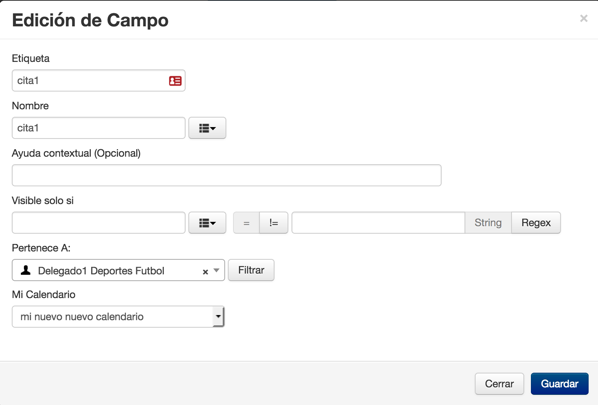 Edición de Campo
×
Etiqueta
cita1
Nombre
cita1
Ayuda contextual (Opcional)
Visible solo si
= != String Regex
Pertenece A:
Delegado1 Deportes Futbol × Filtrar
Mi Calendario
mi nuevo nuevo calendario
Cerrar Guardar